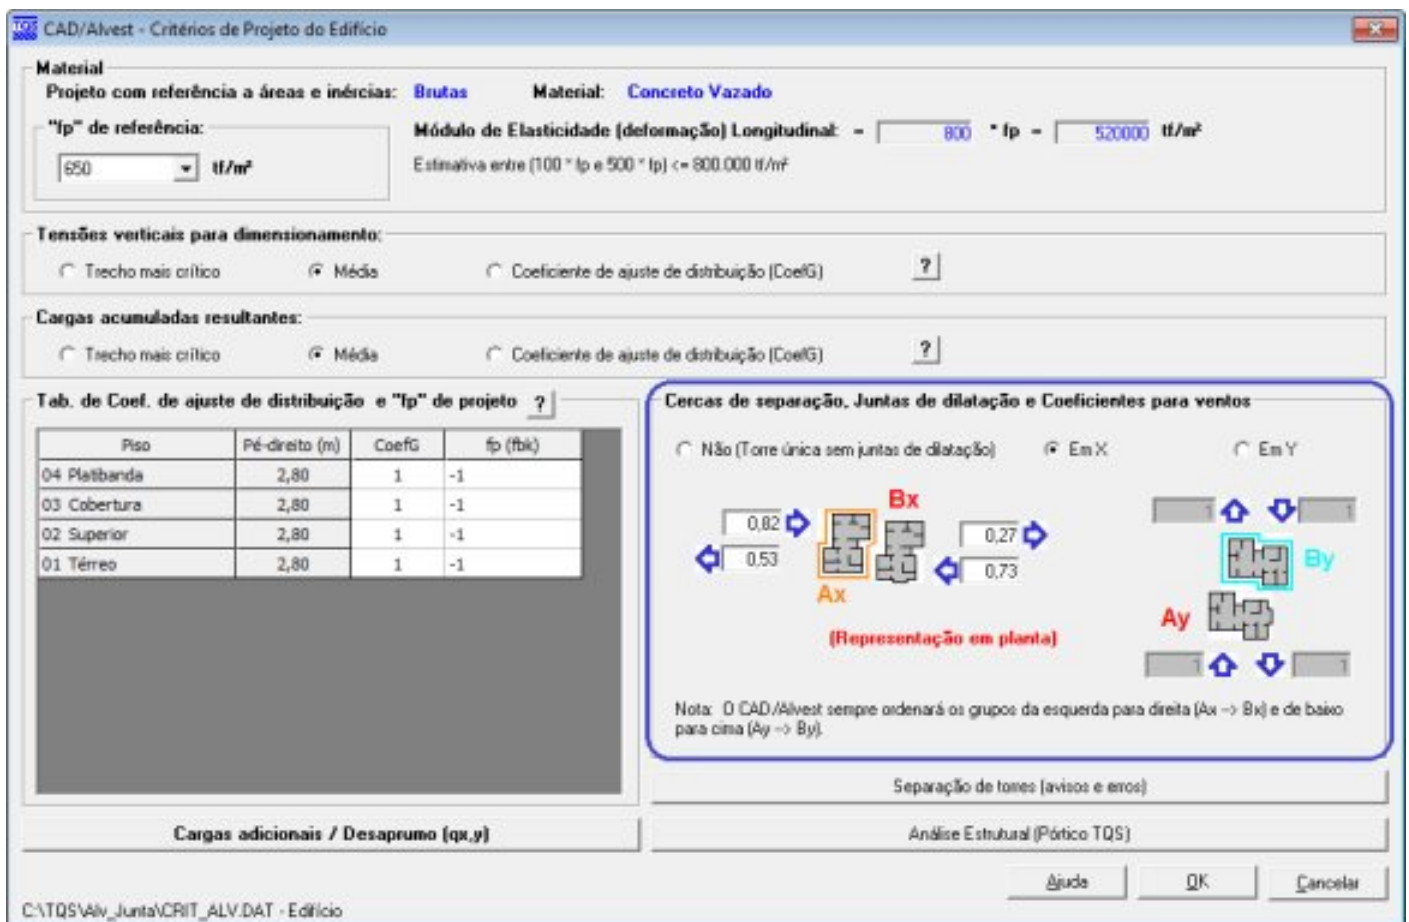 TQS CAD/Alvest - Critérios de Projeto do Edifício
Material
Projeto com referência a áreas e inércias: Brutas Material: Concreto Vazado
"fp" de referência:
650 tf/m²
Módulo de Elasticidade (deformação) Longitudinal: = 800 * fp = 520000 tf/m²
Estimativa entre (100 * fp e 500 * fp) <= 800.000 tf/m²
Tensões verticais para dimensionamento:
Trecho mais crítico Média Coeficiente de ajuste de distribuição (CoefG) ?
Cargas acumuladas resultantes:
Trecho mais crítico Média Coeficiente de ajuste de distribuição (CoefG) ?
Tab. de Coef. de ajuste de distribuição e "fp" de projeto ?
Piso Pé-direito (m) CoefG fp (fbk)
04 Platibanda 2,80 1 -1
03 Cobertura 2,80 1 -1
02 Superior 2,80 1 -1
01 Térreo 2,80 1 -1
Cargas adicionais / Desaprumo (qx,y)
Cercas de separação, Juntas de dilatação e Coeficientes para ventos
Não (Torre única sem juntas de dilatação) Em X Em Y
Bx
0,82 0,27
0,53 0,73
Ax
(Representação em planta)
1 1
By
Ay
1 1
Nota: O CAD/Alvest sempre ordenará os grupos da esquerda para direita (Ax --> Bx) e de baixo
para cima (Ay --> By).
Separação de torres (avisos e erros)
Análise Estrutural (Pórtico TQS)
Ajuda OK Cancelar
C:\TQS\Alv_Junta\CRIT_ALV.DAT - Edifício